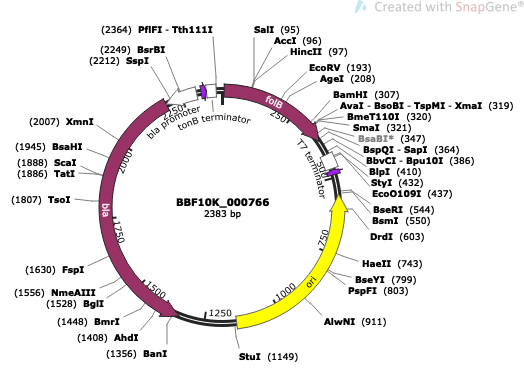 Created with SnapGene®
(2364) PflFI - Tth111I
(2249) BsrBI
(2212) SspI
SalI (95)
AccI (96)
HincII (97)
EcoRV (193)
AgeI (208)
BamHI (307)
AvaI - BsoBI - TspMI - XmaI (319)
BmeT110I (320)
SmaI (321)
BsaBI* (347)
BspQI - SapI (364)
BbvCI - Bpu10I (386)
BlpI (410)
StyI (432)
EcoO109I (437)
BseRI (544)
BsmI (550)
DrdI (603)
HaeII (743)
BseYI (799)
PspFI (803)
AlwNI (911)
StuI (1149)
(2007) XmnI
(1945) BsaHI
(1888) ScaI
(1886) TatI
(1807) TsoI
(1630) FspI
(1556) NmeAIII
(1528) BglI
(1448) BmrI
(1408) AhdI
(1356) BanI
bla promoter
tonB terminator
folB
T7 terminator
bla
ori
250
500
750
1000
1250
1500
1750
2000
2250
BBF10K_000766
2383 bp